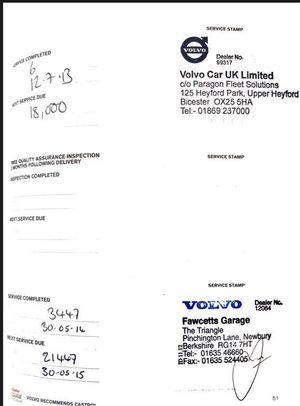 SERVICE STAMP
SERVICE COMPLETED
6
12.7.13
NEXT SERVICE DUE
18,000
VOLVO
Dealer No.
99317
Volvo Car UK Limited
c/o Paragon Fleet Solutions
125 Heyford Park, Upper Heyford
Bicester OX25 5HA
Tel:- 01869 237000
FREE QUALITY ASSURANCE INSPECTION
MONTHS FOLLOWING DELIVERY
INSPECTION COMPLETED
NEXT SERVICE DUE
SERVICE STAMP
SERVICE COMPLETED
3447
30-05-14
NEXT SERVICE DUE
21447
30-05-15
SERVICE STAMP
VOLVO
Dealer No.
12084
Fawcetts Garage
The Triangle
Pinchington Lane, Newbury
Berkshire RG14 7HT
Tel:- 01635 46660
Fax:- 01635 524405
VOLVO RECOMMENDS CASTROL
51